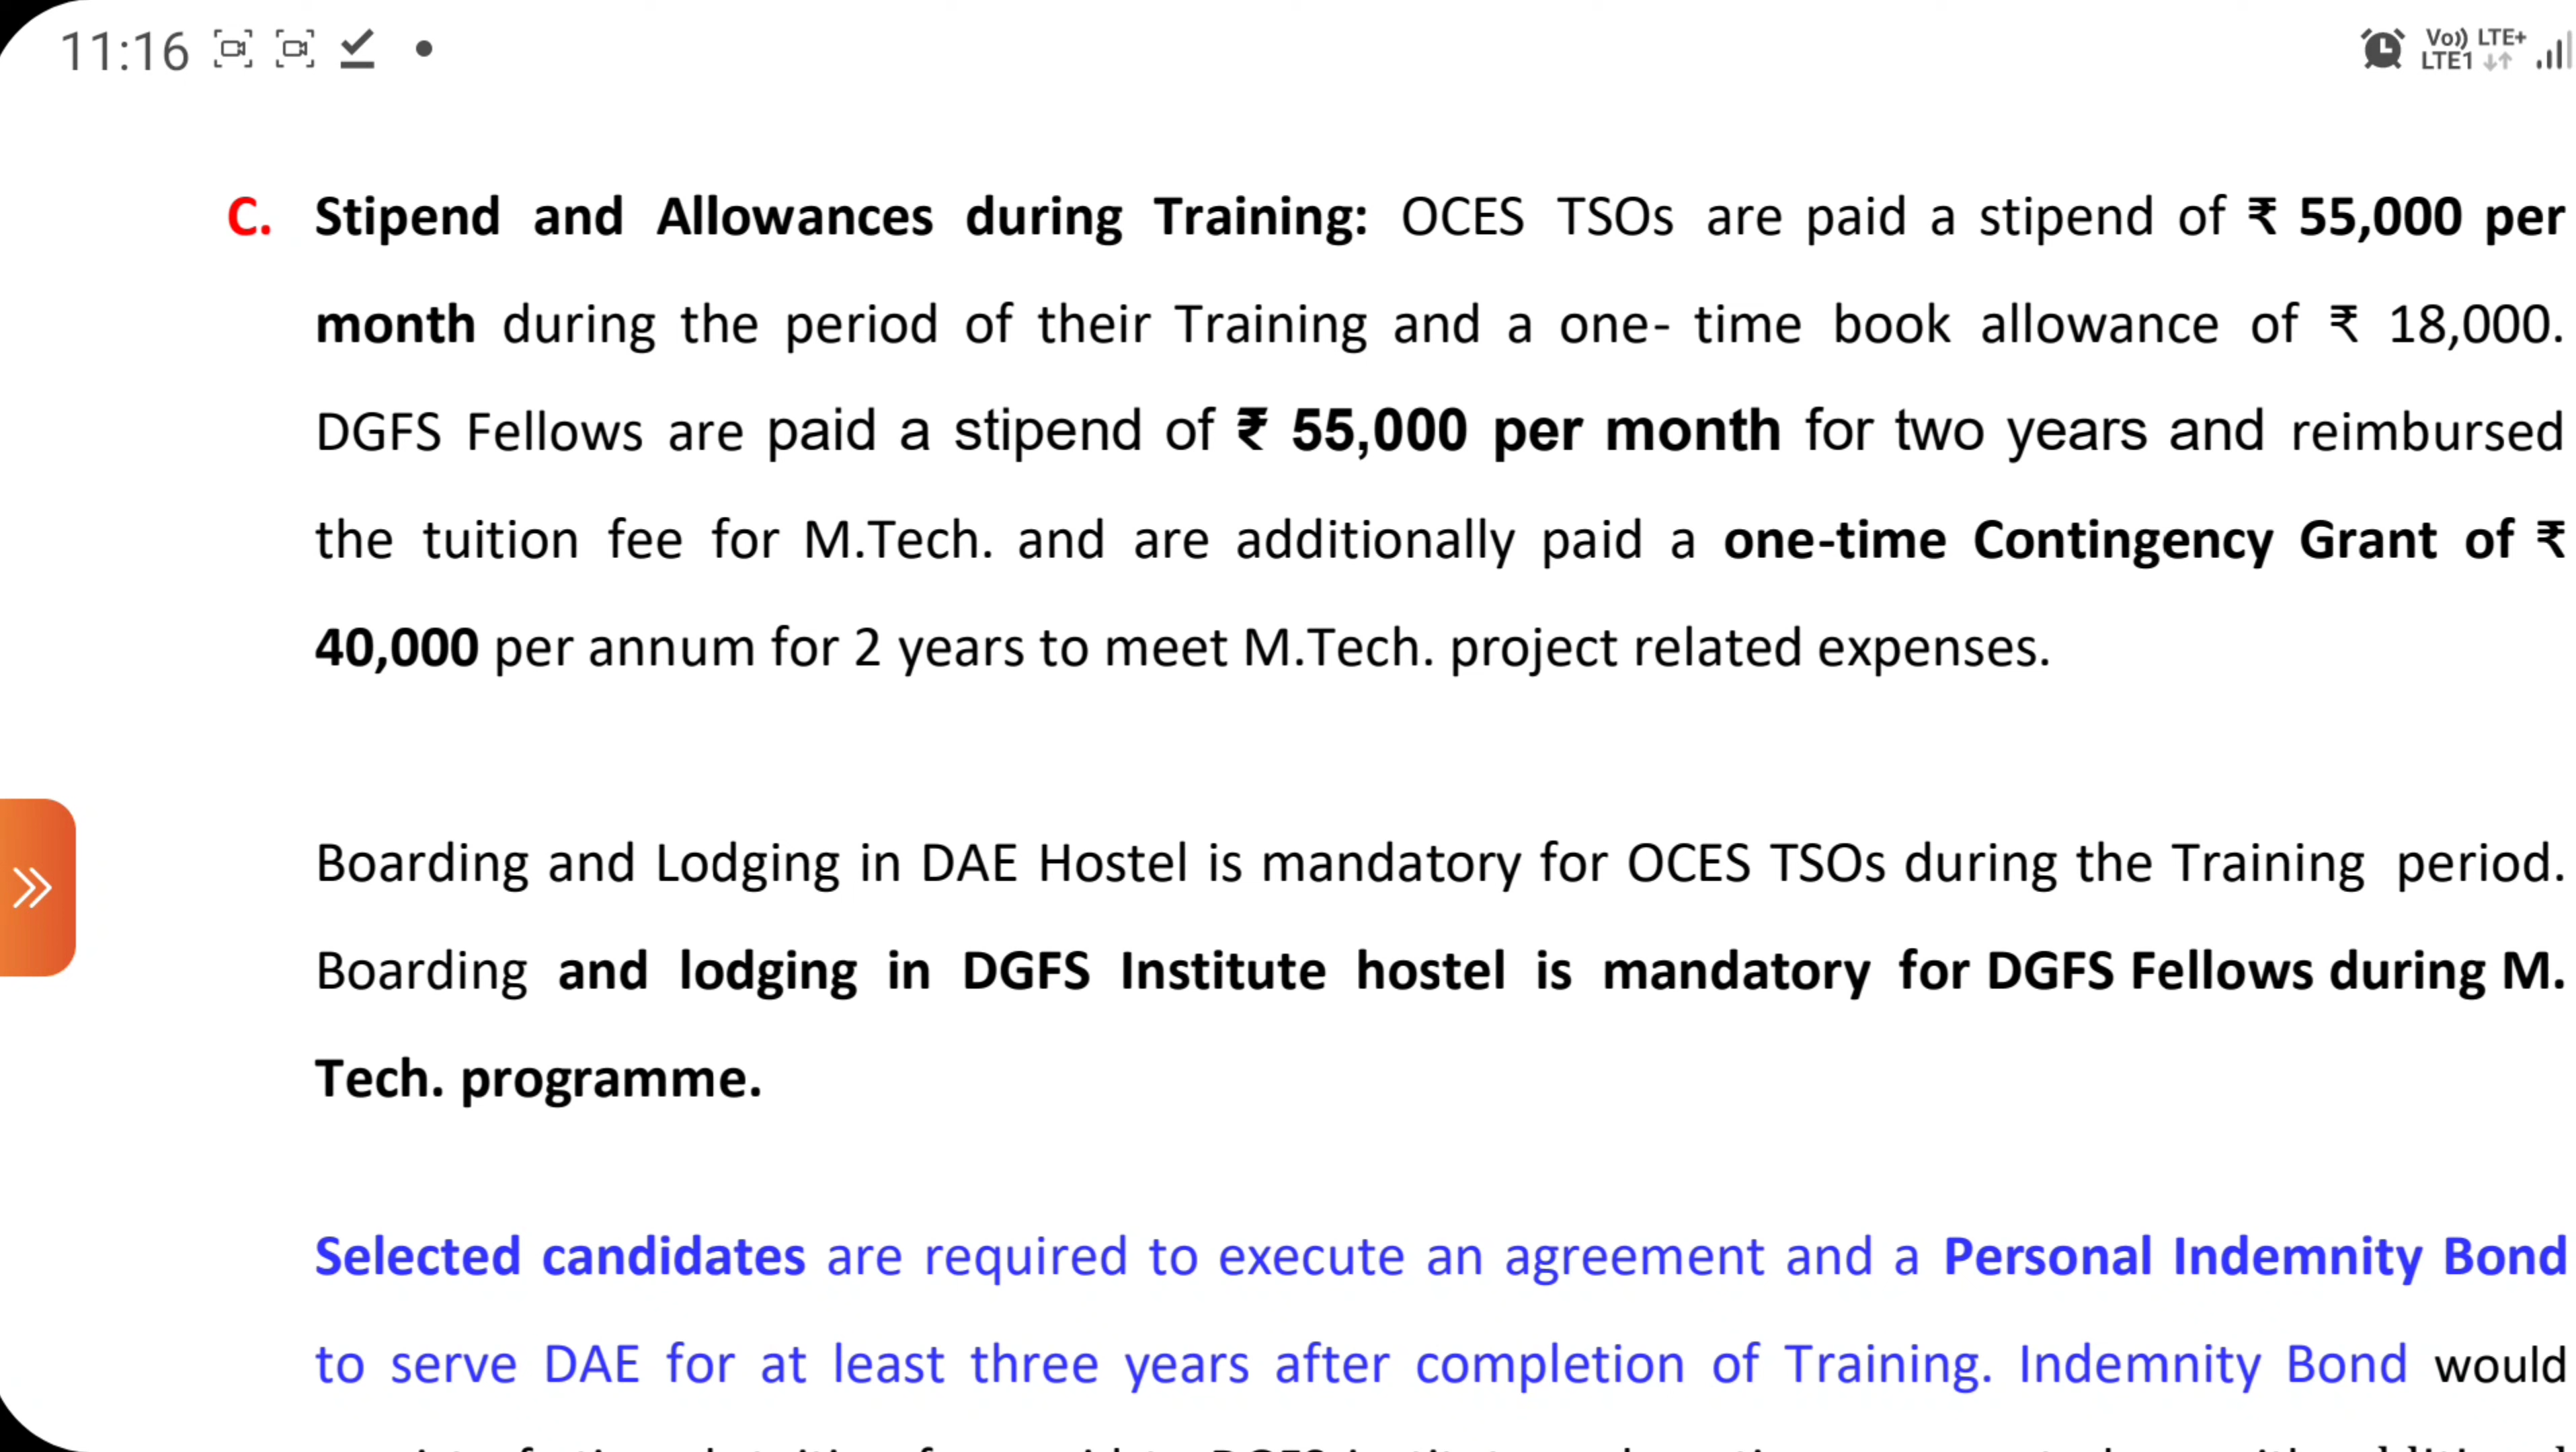 11:16
Vo)) LTE+
LTE1
C. Stipend and Allowances during Training: OCES TSOs are paid a stipend of ₹ 55,000 per
month during the period of their Training and a one- time book allowance of ₹ 18,000.
DGFS Fellows are paid a stipend of ₹ 55,000 per month for two years and reimbursed
the tuition fee for M.Tech. and are additionally paid a one-time Contingency Grant of ₹
40,000 per annum for 2 years to meet M.Tech. project related expenses.
Boarding and Lodging in DAE Hostel is mandatory for OCES TSOs during the Training period.
Boarding and lodging in DGFS Institute hostel is mandatory for DGFS Fellows during M.
Tech. programme.
Selected candidates are required to execute an agreement and a Personal Indemnity Bond
to serve DAE for at least three years after completion of Training. Indemnity Bond would